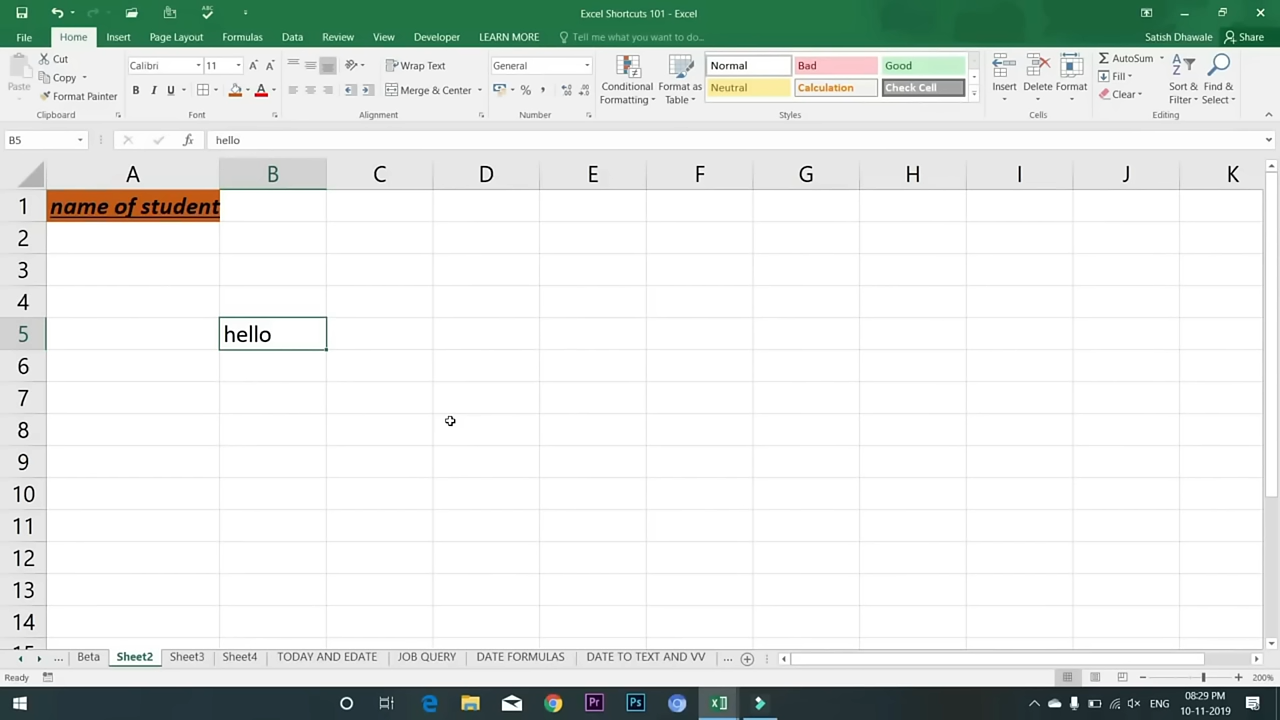 Excel Shortcuts 101 - Excel
File Home Insert Page Layout Formulas Data Review View Developer LEARN MORE Tell me what you want to do... Satish Dhawale Share
Paste Cut Copy Format Painter Clipboard
Calibri 11 B I U A Font
Wrap Text Merge & Center Alignment
General % , Number
Conditional Formatting Format as Table Normal Bad Good Neutral Calculation Check Cell Styles
Insert Delete Format Cells
AutoSum Fill Clear Sort & Filter Find & Select Editing
B5 fx hello
A B C D E F G H I J K
1 name of student
2
3
4
5 hello
6
7
8
9
10
11
12
13
14
... Beta Sheet2 Sheet3 Sheet4 TODAY AND EDATE JOB QUERY DATE FORMULAS DATE TO TEXT AND VV ...
Ready 200%
Pr Ps ENG 08:29 PM
10-11-2019